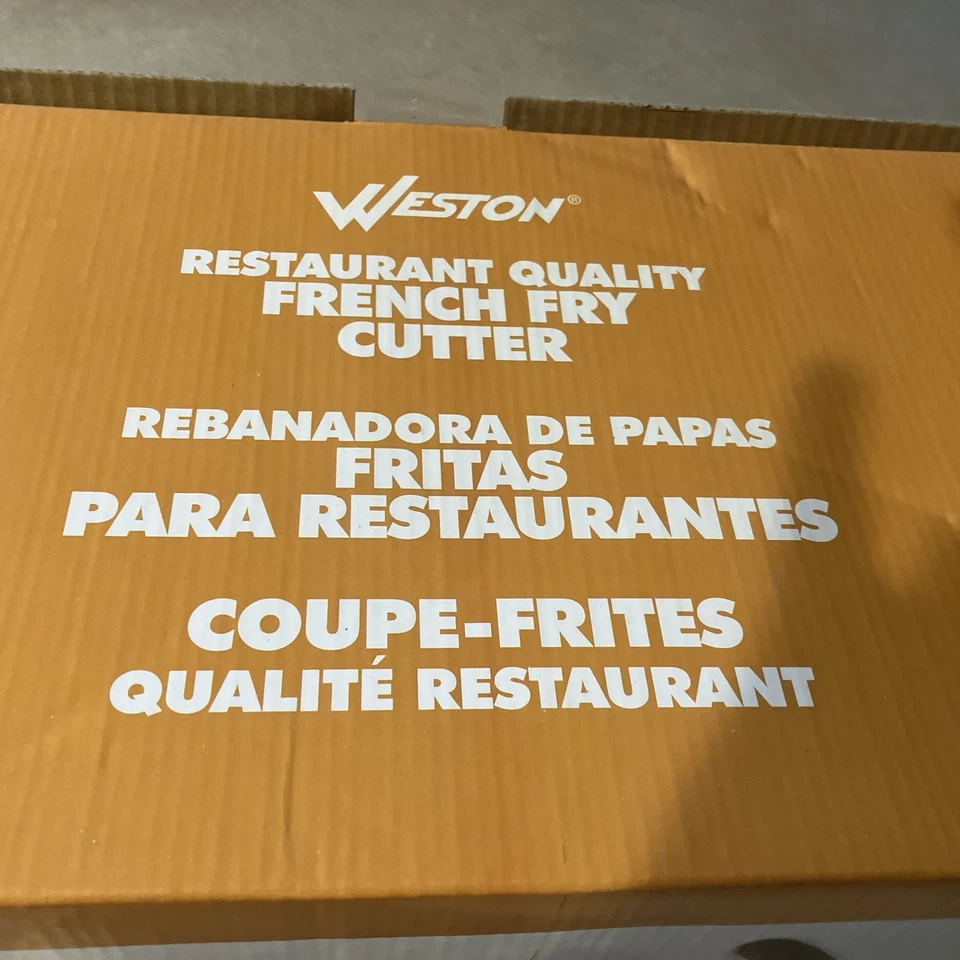 WESTON®
RESTAURANT QUALITY
FRENCH FRY
CUTTER
REBANADORA DE PAPAS
FRITAS
PARA RESTAURANTES
COUPE-FRITES
QUALITÉ RESTAURANT